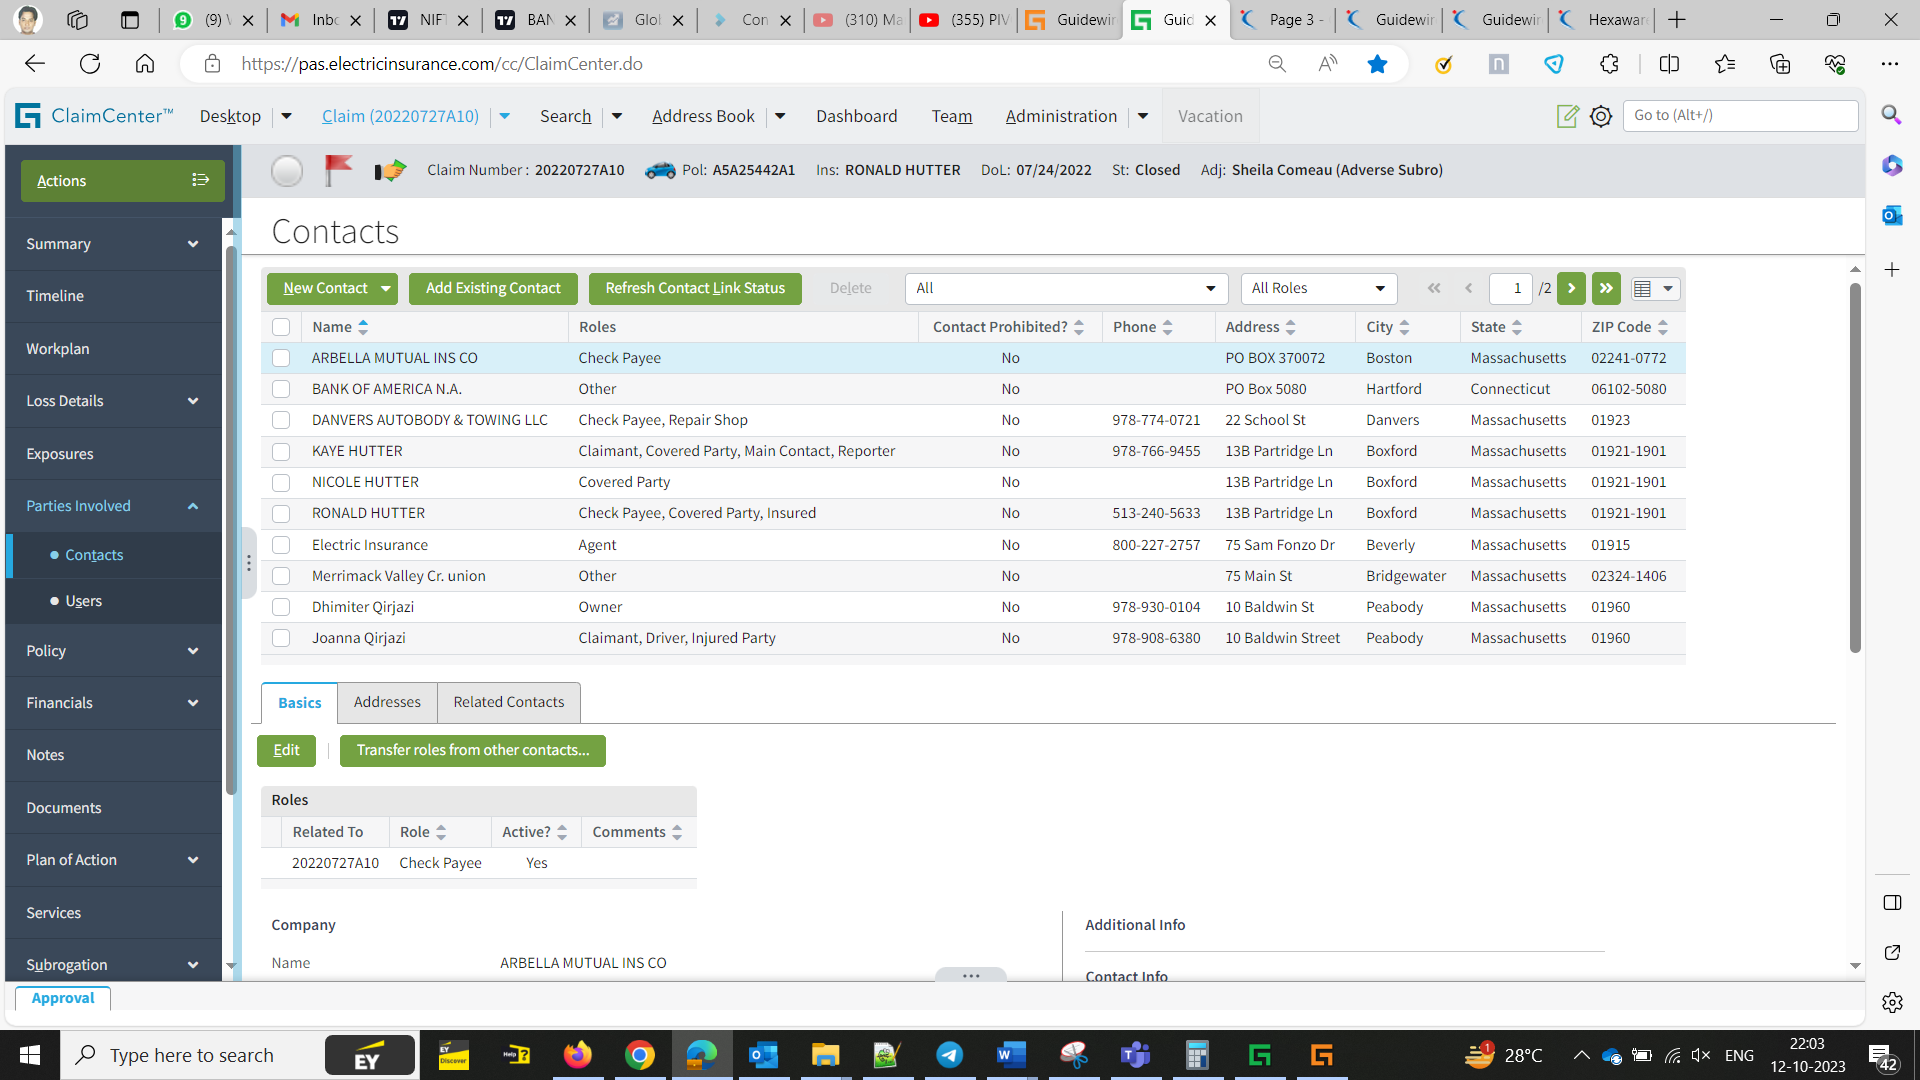 (9) W
Inbo
NIFT
BAN
Glob
Con
(310) Ma
(355) PIV
Guidewir
Guid
Page 3 -
Guidewir
Guidewir
Hexawar
https://pas.electricinsurance.com/cc/ClaimCenter.do
ClaimCenter™ Desktop Claim (20220727A10) Search Address Book Dashboard Team Administration Vacation Go to (Alt+/)
Actions
Claim Number : 20220727A10 Pol: A5A25442A1 Ins: RONALD HUTTER DoL: 07/24/2022 St: Closed Adj: Sheila Comeau (Adverse Subro)
Summary
Timeline
Workplan
Loss Details
Exposures
Parties Involved
Contacts
Users
Policy
Financials
Notes
Documents
Plan of Action
Services
Subrogation
Contacts
New Contact Add Existing Contact Refresh Contact Link Status Delete All All Roles 1 /2
Name Roles Contact Prohibited? Phone Address City State ZIP Code
ARBELLA MUTUAL INS CO Check Payee No PO BOX 370072 Boston Massachusetts 02241-0772
BANK OF AMERICA N.A. Other No PO Box 5080 Hartford Connecticut 06102-5080
DANVERS AUTOBODY & TOWING LLC Check Payee, Repair Shop No 978-774-0721 22 School St Danvers Massachusetts 01923
KAYE HUTTER Claimant, Covered Party, Main Contact, Reporter No 978-766-9455 13B Partridge Ln Boxford Massachusetts 01921-1901
NICOLE HUTTER Covered Party No 13B Partridge Ln Boxford Massachusetts 01921-1901
RONALD HUTTER Check Payee, Covered Party, Insured No 513-240-5633 13B Partridge Ln Boxford Massachusetts 01921-1901
Electric Insurance Agent No 800-227-2757 75 Sam Fonzo Dr Beverly Massachusetts 01915
Merrimack Valley Cr. union Other No 75 Main St Bridgewater Massachusetts 02324-1406
Dhimiter Qirjazi Owner No 978-930-0104 10 Baldwin St Peabody Massachusetts 01960
Joanna Qirjazi Claimant, Driver, Injured Party No 978-908-6380 10 Baldwin Street Peabody Massachusetts 01960
Basics Addresses Related Contacts
Edit Transfer roles from other contacts...
Roles
Related To Role Active? Comments
20220727A10 Check Payee Yes
Company
Name ARBELLA MUTUAL INS CO
Additional Info
Contact Info
Approval
Type here to search
EY
EY Discover
Help ?
1
28°C
ENG
22:03
12-10-2023
42